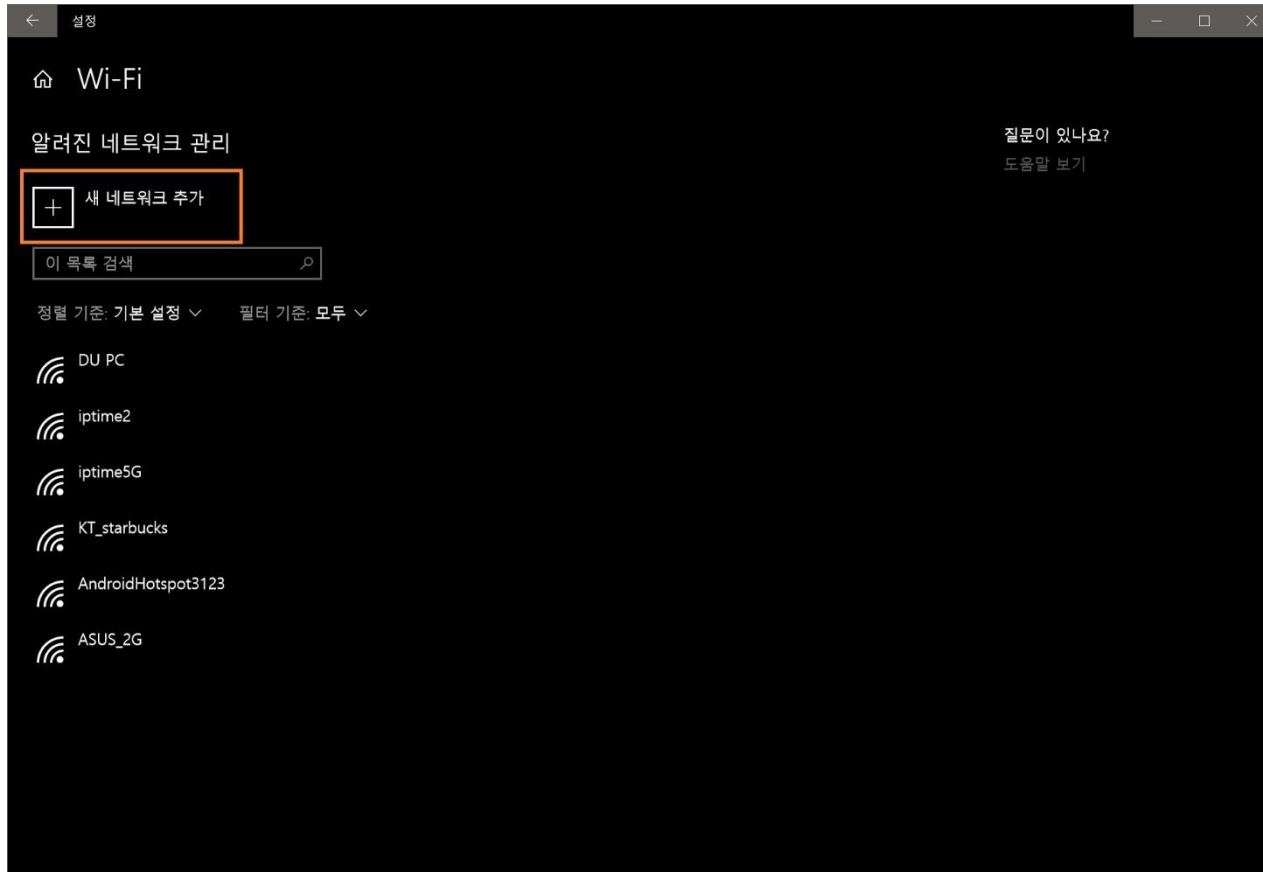 설정
Wi-Fi
알려진 네트워크 관리
새 네트워크 추가
이 목록 검색
정렬 기준: 기본 설정 필터 기준: 모두
DU PC
iptime2
iptime5G
KT_starbucks
AndroidHotspot3123
ASUS_2G
질문이 있나요?
도움말 보기